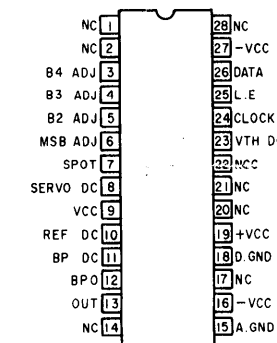 NC 1
NC 2
B4 ADJ 3
B3 ADJ 4
B2 ADJ 5
MSB ADJ 6
SPOT 7
SERVO DC 8
VCC 9
REF DC 10
BP DC 11
BPO 12
OUT 13
NC 14
28 NC
27 -VCC
26 DATA
25 L.E
24 CLOCK
23 VTH D
22 NCC
21 NC
20 NC
19 +VCC
18 D.GND
17 NC
16 -VCC
15 A.GND